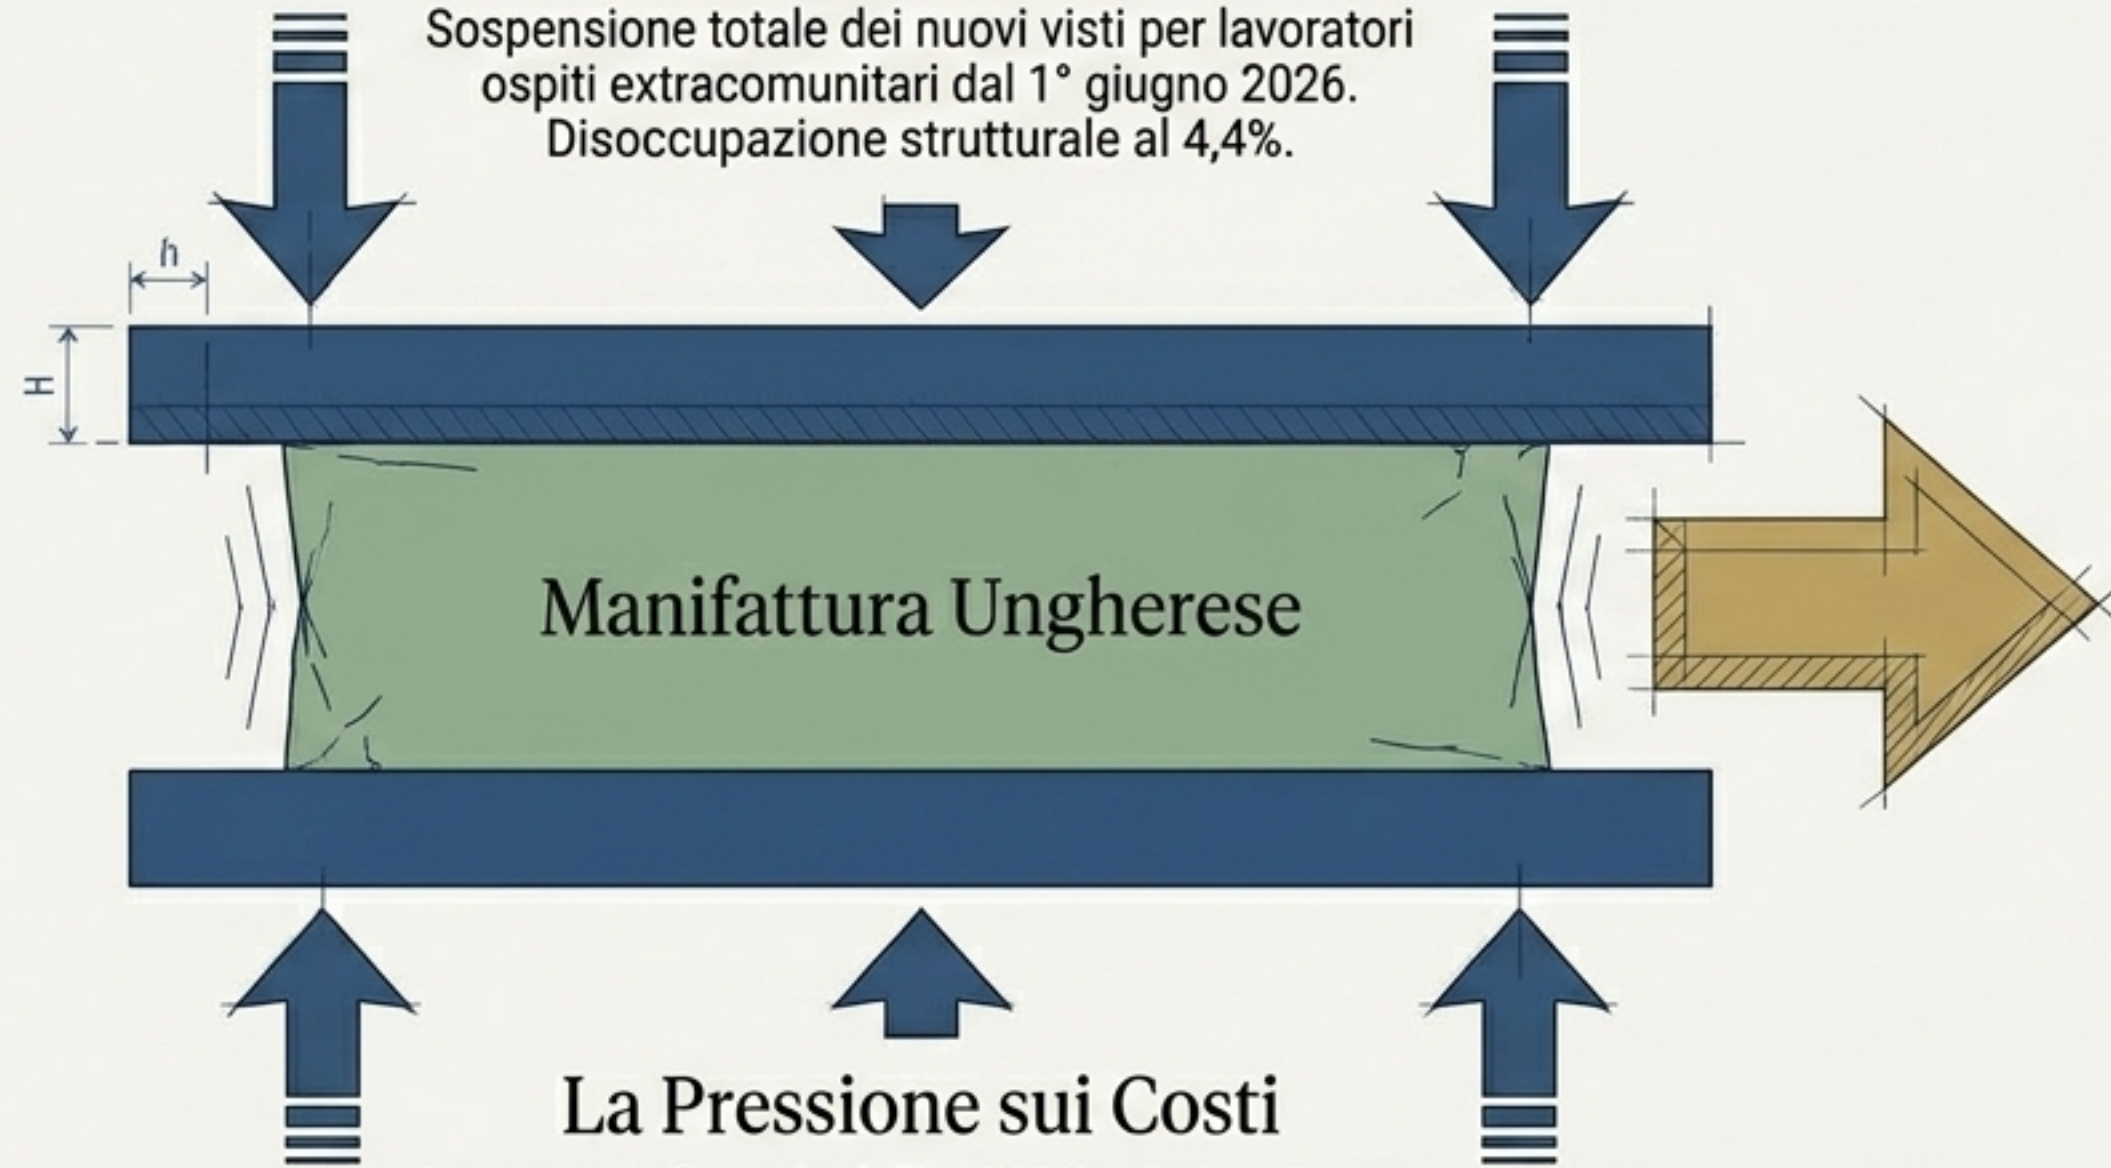 Sospensione totale dei nuovi visti per lavoratori
ospiti extracomunitari dal 1° giugno 2026.
Disoccupazione strutturale al 4,4%.
h
H
Manifattura Ungherese
La Pressione sui Costi